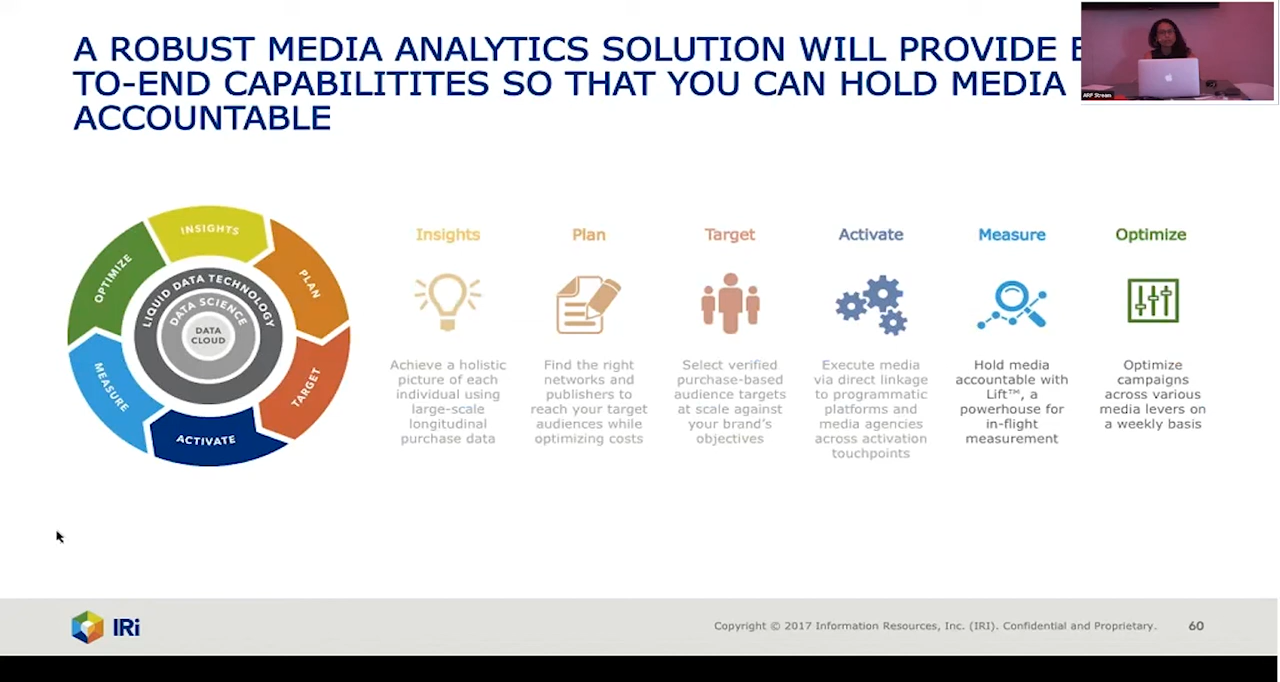 A ROBUST MEDIA ANALYTICS SOLUTION WILL PROVIDE
TO-END CAPABILITITES SO THAT YOU CAN HOLD MEDIA
ACCOUNTABLE
ARF Stream
INSIGHTS
PLAN
TARGET
ACTIVATE
MEASURE
OPTIMIZE
LIQUID DATA TECHNOLOGY
DATA SCIENCE
DATA
CLOUD
Insights
Achieve a holistic
picture of each
individual using
large-scale
longitudinal
purchase data
Plan
Find the right
networks and
publishers to
reach your target
audiences while
optimizing costs
Target
Select verified
purchase-based
audience targets
at scale against
your brand's
objectives
Activate
Execute media
via direct linkage
to programmatic
platforms and
media agencies
across activation
touchpoints
Measure
Hold media
accountable with
Lift™, a
powerhouse for
in-flight
measurement
Optimize
Optimize
campaigns
across various
media levers on
a weekly basis
IRi
Copyright © 2017 Information Resources, Inc. (IRI). Confidential and Proprietary.
60